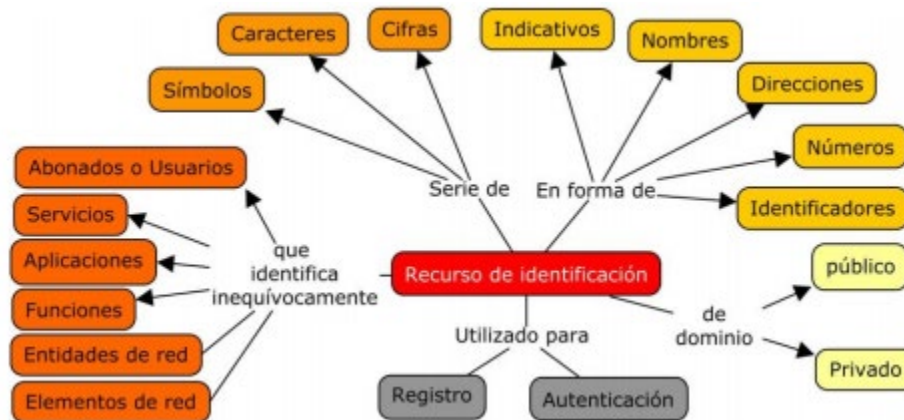 Caracteres
Cifras
Indicativos
Nombres
Símbolos
Direcciones
Números
Identificadores
Abonados o Usuarios
Servicios
Aplicaciones
Funciones
Entidades de red
Elementos de red
Serie de
En forma de
que
identifica
inequívocamente
Recurso de identificación
Utilizado para
Registro
Autenticación
de
dominio
público
Privado